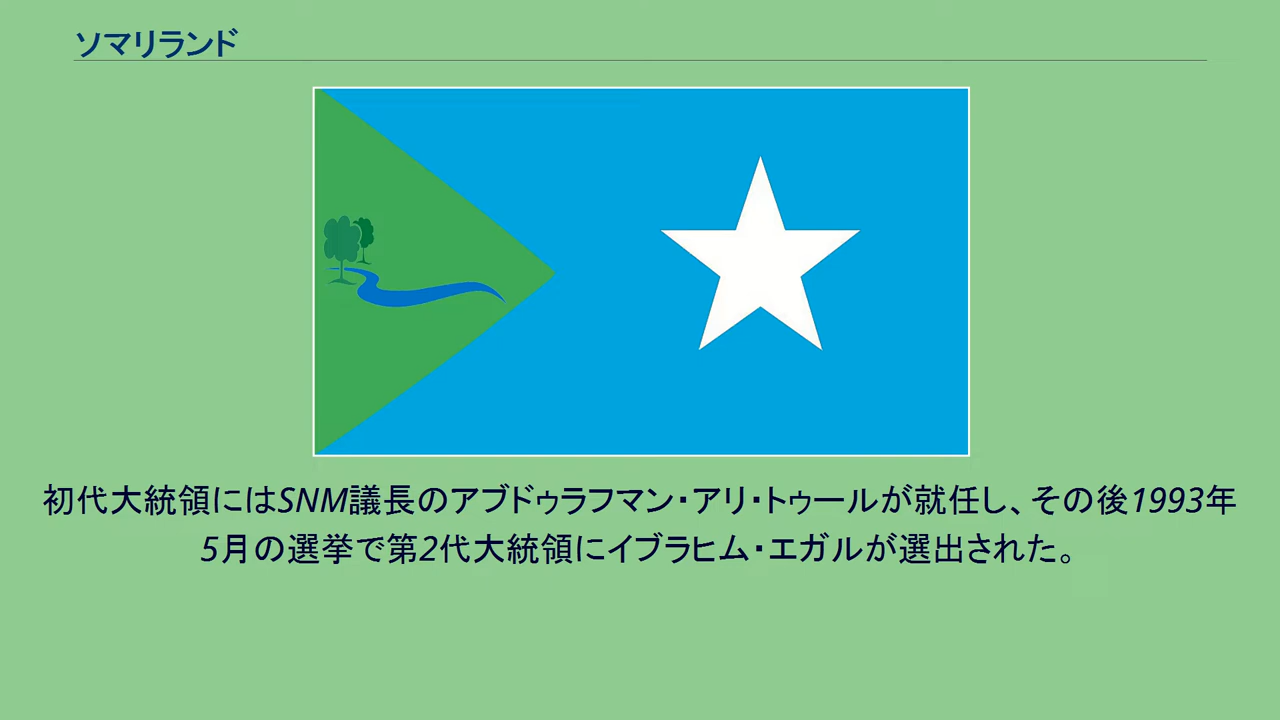 ソマリランド
初代大統領にはSNM議長のアブドゥラフマン・アリ・トゥールが就任し、その後1993年
5月の選挙で第2代大統領にイブラヒム・エガルが選出された。